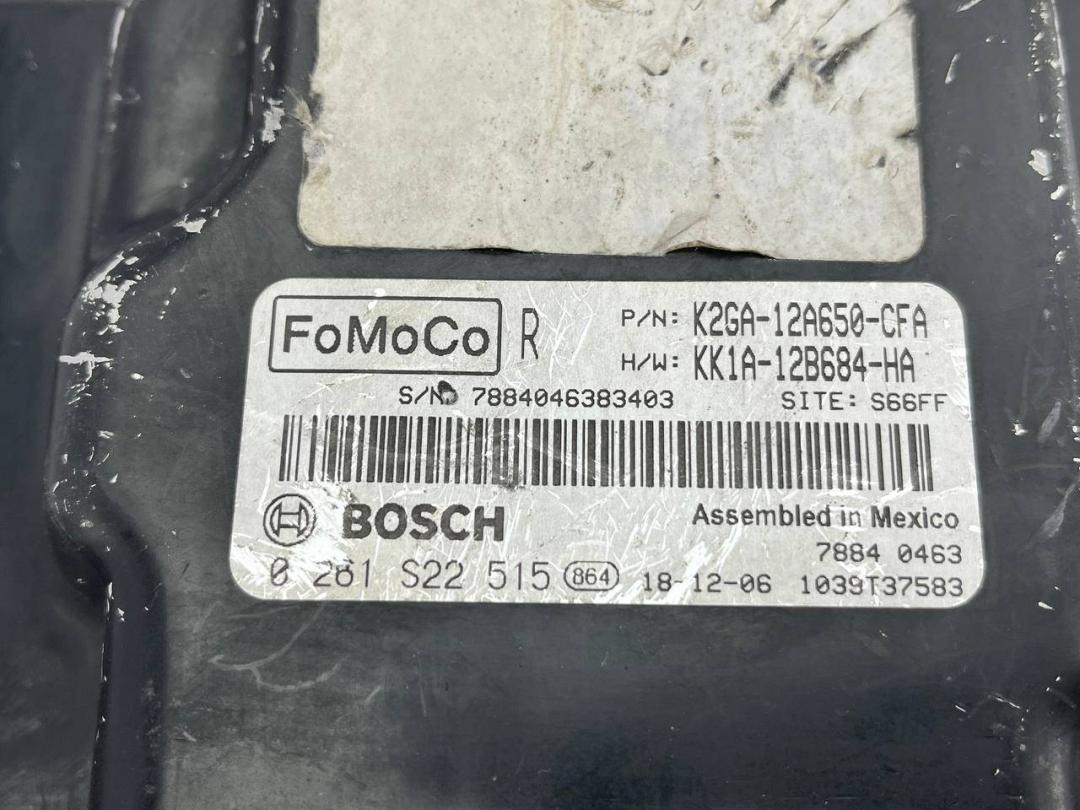 FoMoCo R P/N: K2GA-12A650-CFA
H/W: KK1A-12B684-HA
S/N 7884046383403 SITE: S66FF
BOSCH Assembled in Mexico
7884 0463
0 261 S22 515 864 18-12-06 1039T37583